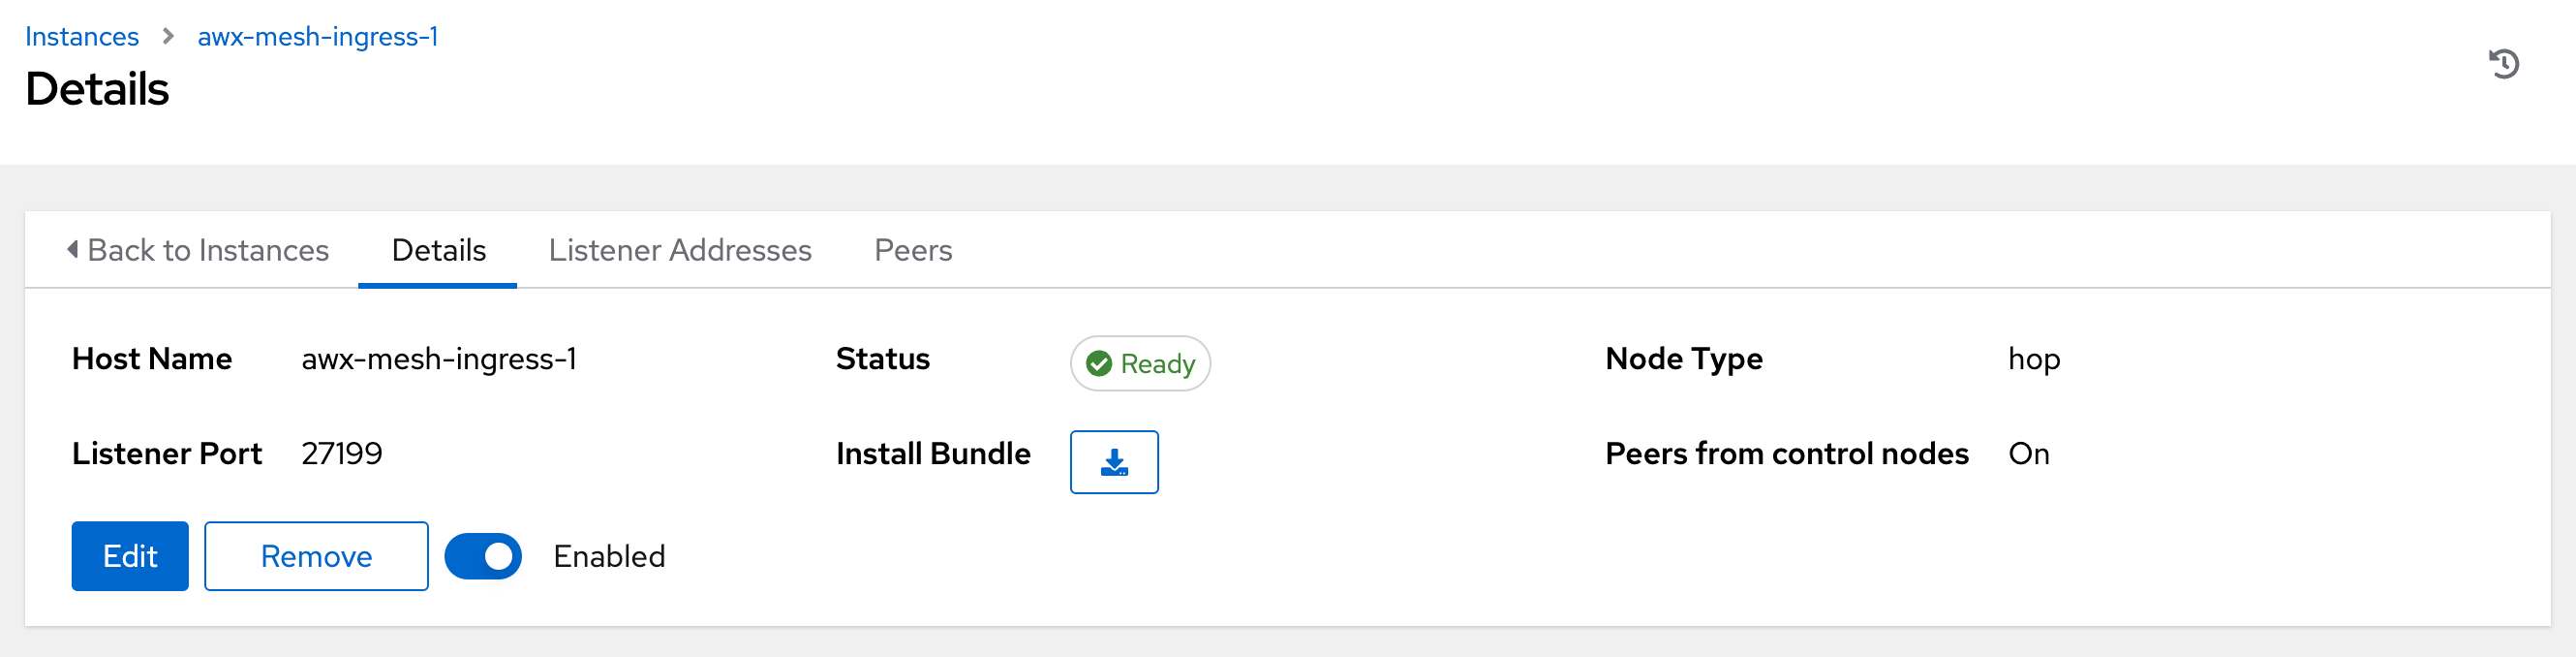 Instances > awx-mesh-ingress-1
Details
Back to Instances Details Listener Addresses Peers
Host Name awx-mesh-ingress-1 Status Ready Node Type hop
Listener Port 27199 Install Bundle Peers from control nodes On
Edit Remove Enabled